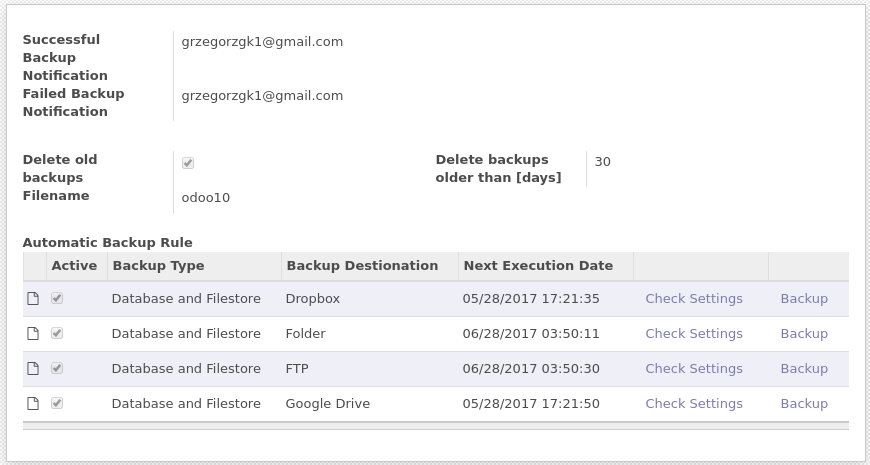 Successful
Backup
Notification
grzegorzgk1@gmail.com
Failed Backup
Notification
grzegorzgk1@gmail.com
Delete old
backups
Delete backups
older than [days]
30
Filename
odoo10
Automatic Backup Rule
Active Backup Type Backup Destionation Next Execution Date
Database and Filestore Dropbox 05/28/2017 17:21:35 Check Settings Backup
Database and Filestore Folder 06/28/2017 03:50:11 Check Settings Backup
Database and Filestore FTP 06/28/2017 03:50:30 Check Settings Backup
Database and Filestore Google Drive 05/28/2017 17:21:50 Check Settings Backup